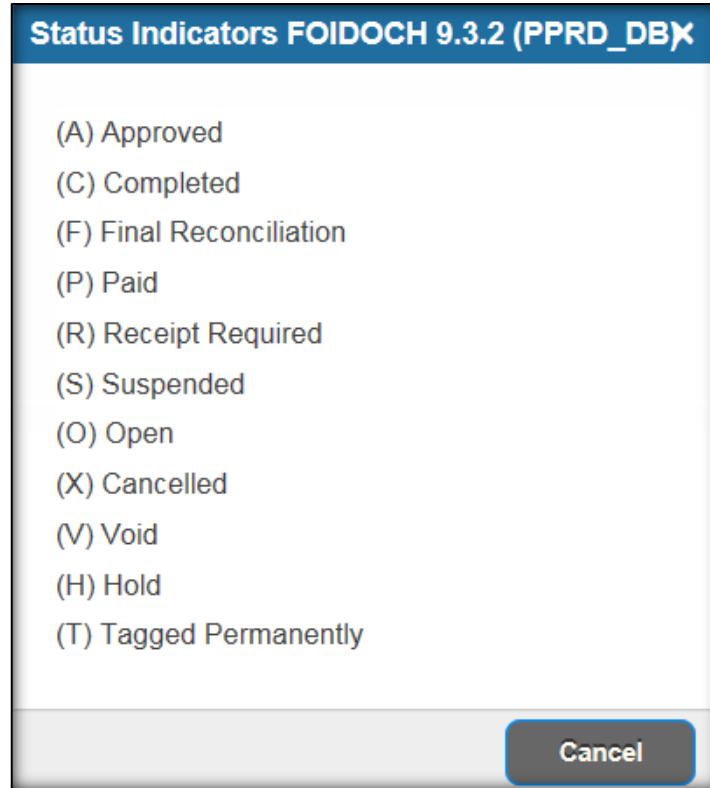 Status Indicators FOIDOCH 9.3.2 (PPRD_DB)
(A) Approved
(C) Completed
(F) Final Reconciliation
(P) Paid
(R) Receipt Required
(S) Suspended
(O) Open
(X) Cancelled
(V) Void
(H) Hold
(T) Tagged Permanently
Cancel